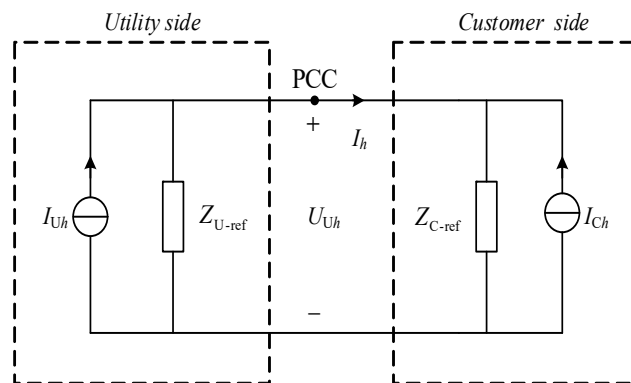 Utility side
Customer side
PCC
+
I_h
I_Uh
Z_U-ref
U_Uh
Z_C-ref
I_Ch
−